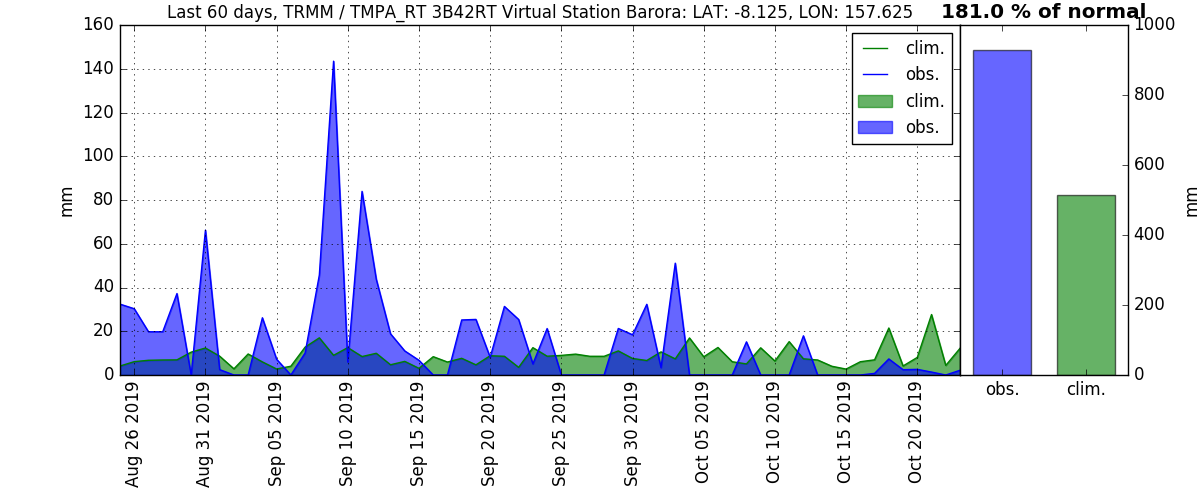 Last 60 days, TRMM / TMPA_RT 3B42RT Virtual Station Barora: LAT: -8.125, LON: 157.625
181.0 % of normal
160
140
120
100
80
60
40
20
0
mm
clim.
obs.
clim.
obs.
1000
800
600
400
200
0
mm
Aug 26 2019
Aug 31 2019
Sep 05 2019
Sep 10 2019
Sep 15 2019
Sep 20 2019
Sep 25 2019
Sep 30 2019
Oct 05 2019
Oct 10 2019
Oct 15 2019
Oct 20 2019
obs.
clim.